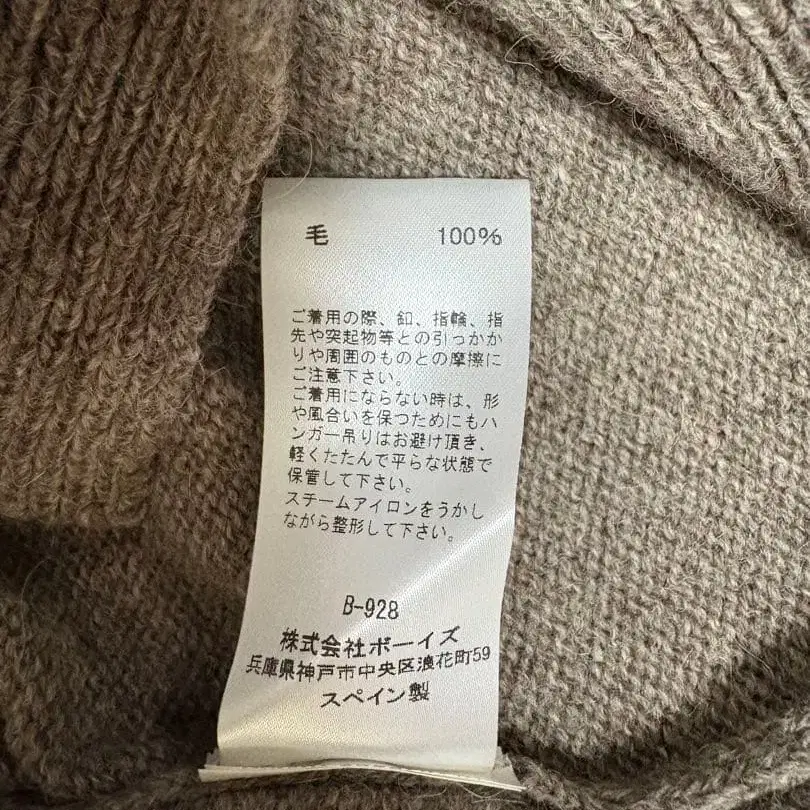 毛 100%
ご着用の際、釦、指輪、指
先や突起物等との引っかか
りや周囲のものとの摩擦に
ご注意下さい。
ご着用にならない時は、形
や風合いを保つためにもハ
ンガー吊りはお避け頂き、
軽くたたんで平らな状態で
保管して下さい。
スチームアイロンをうかし
ながら整形して下さい。
B-928
株式会社ボーイズ
兵庫県神戸市中央区浪花町59
スペイン製